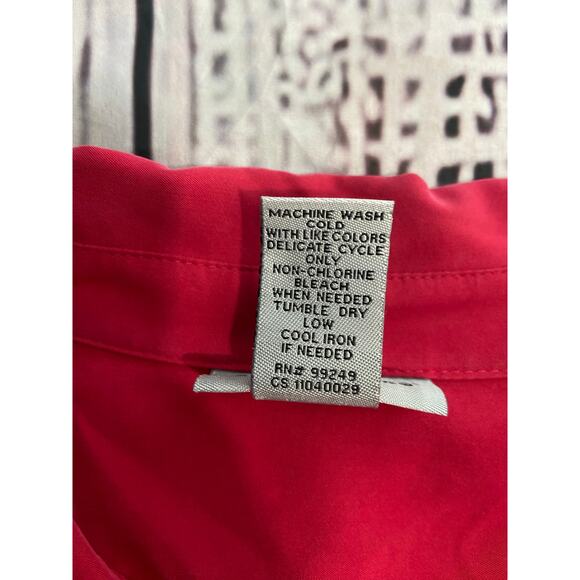 MACHINE WASH
COLD
WITH LIKE COLORS
DELICATE CYCLE
ONLY
NON-CHLORINE
BLEACH
WHEN NEEDED
TUMBLE DRY
LOW
COOL IRON
IF NEEDED
RN# 99249
CS 11040029